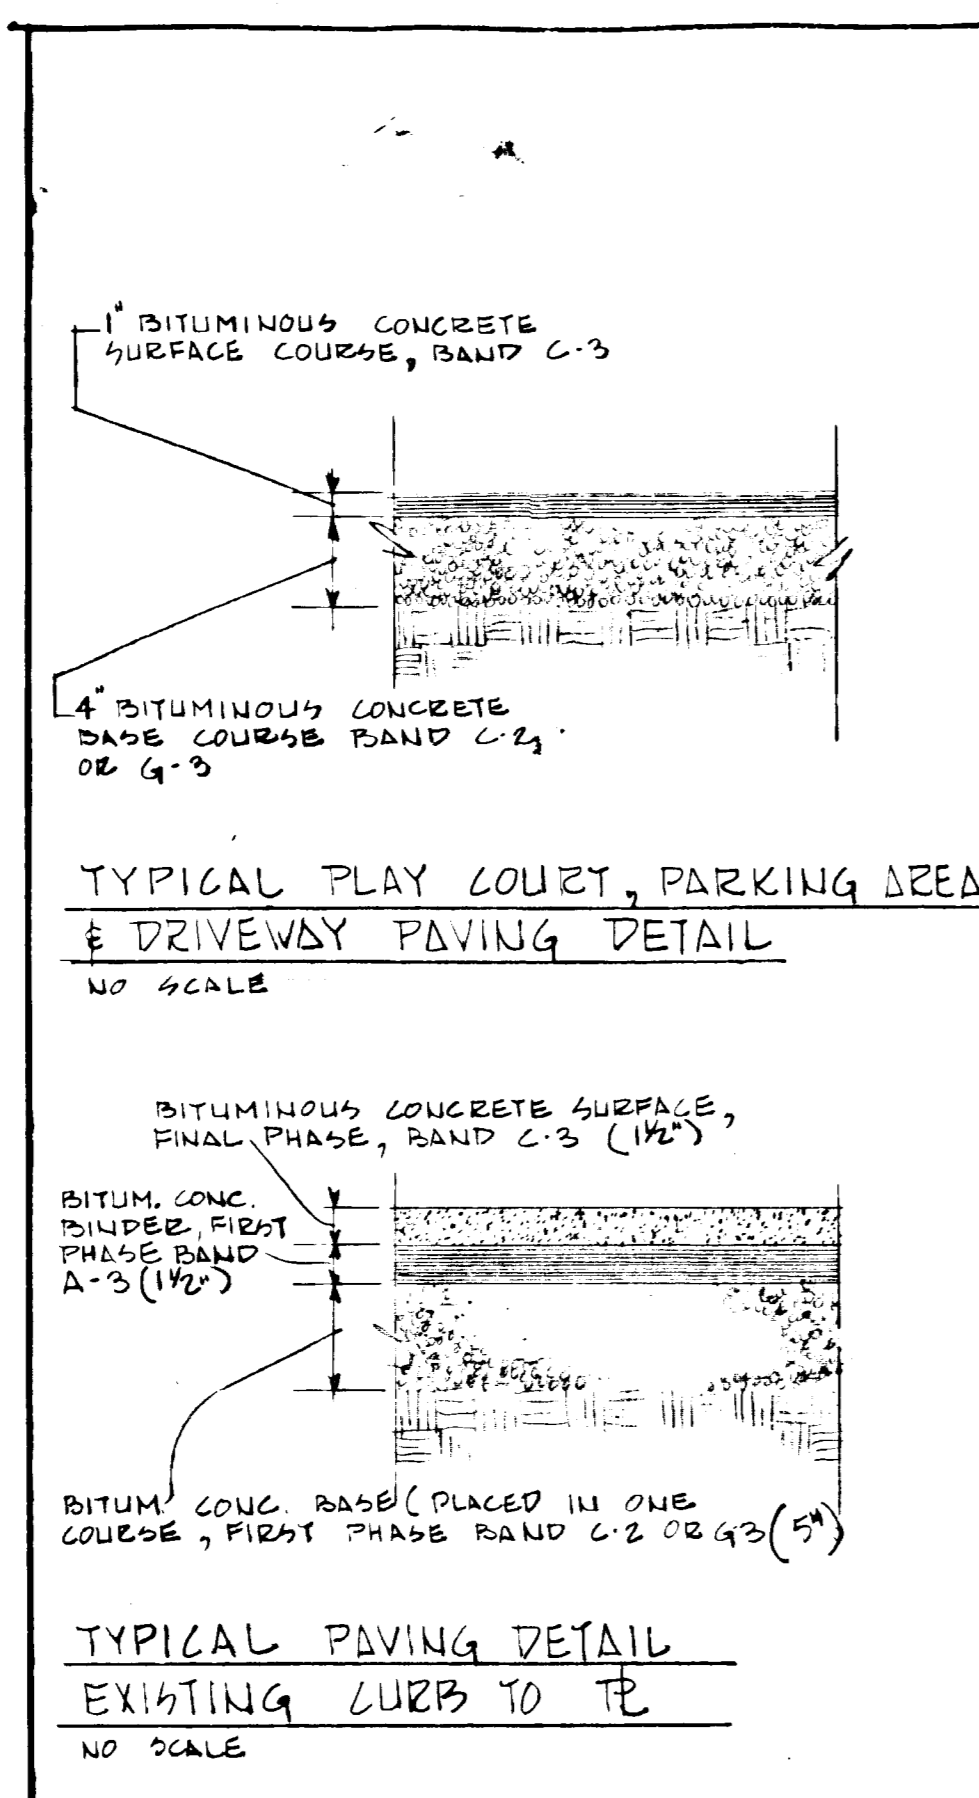 1" BITUMINOUS CONCRETE
SURFACE COURSE, BAND C-3
4" BITUMINOUS CONCRETE
BASE COURSE BAND C-2,
OR G-3
TYPICAL PLAY COURT, PARKING AREA
& DRIVEWAY PAVING DETAIL
NO SCALE
BITUMINOUS CONCRETE SURFACE,
FINAL PHASE, BAND C-3 (1½")
BITUM. CONC.
BINDER, FIRST
PHASE BAND
A-3 (1½")
BITUM. CONC. BASE (PLACED IN ONE
COURSE, FIRST PHASE BAND C-2 OR G-3 (5")
TYPICAL PAVING DETAIL
EXISTING CURB TO ⅊
NO SCALE